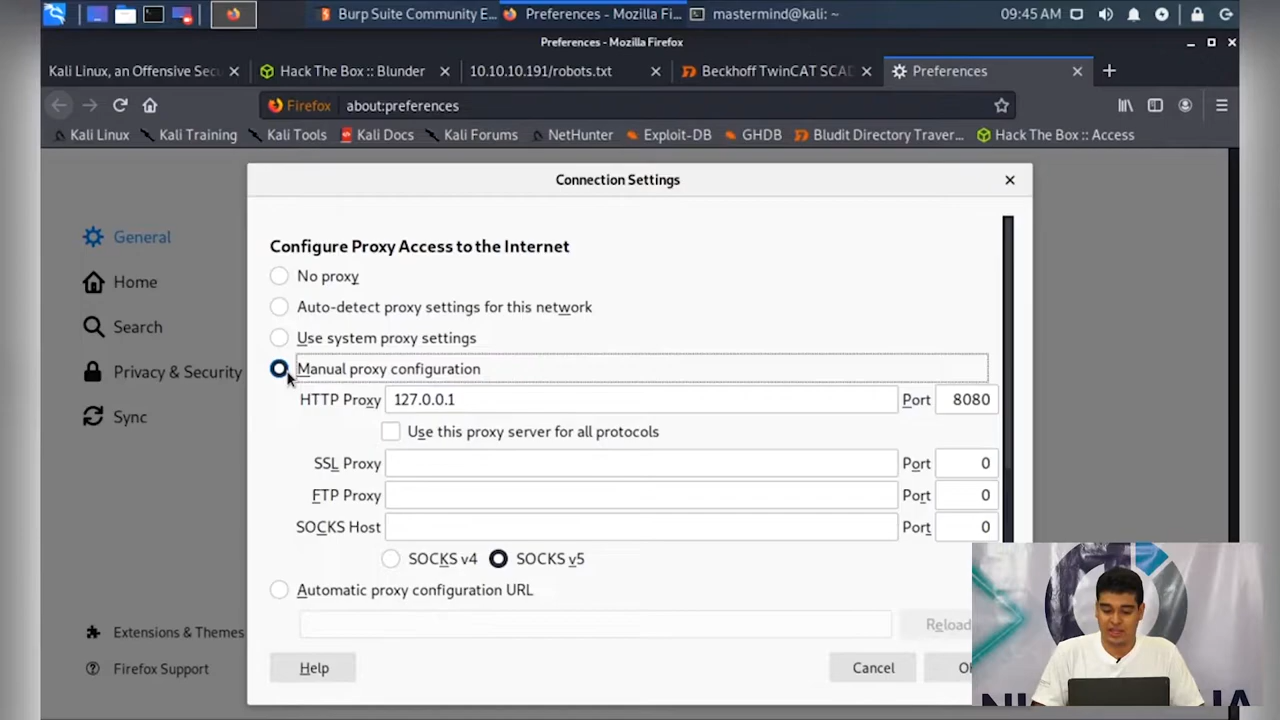 Burp Suite Community E... Preferences - Mozilla Fi... mastermind@kali: ~ 09:45 AM
Preferences - Mozilla Firefox
Kali Linux, an Offensive Sec Hack The Box :: Blunder 10.10.10.191/robots.txt Beckhoff TwinCAT SCAD Preferences
Firefox about:preferences
Kali Linux Kali Training Kali Tools Kali Docs Kali Forums NetHunter Exploit-DB GHDB Bludit Directory Traver... Hack The Box :: Access
Connection Settings
General
Home
Search
Privacy & Security
Sync
Extensions & Themes
Firefox Support
Configure Proxy Access to the Internet
No proxy
Auto-detect proxy settings for this network
Use system proxy settings
Manual proxy configuration
HTTP Proxy 127.0.0.1 Port 8080
Use this proxy server for all protocols
SSL Proxy Port 0
FTP Proxy Port 0
SOCKS Host Port 0
SOCKS v4 SOCKS v5
Automatic proxy configuration URL
Reload
Help Cancel